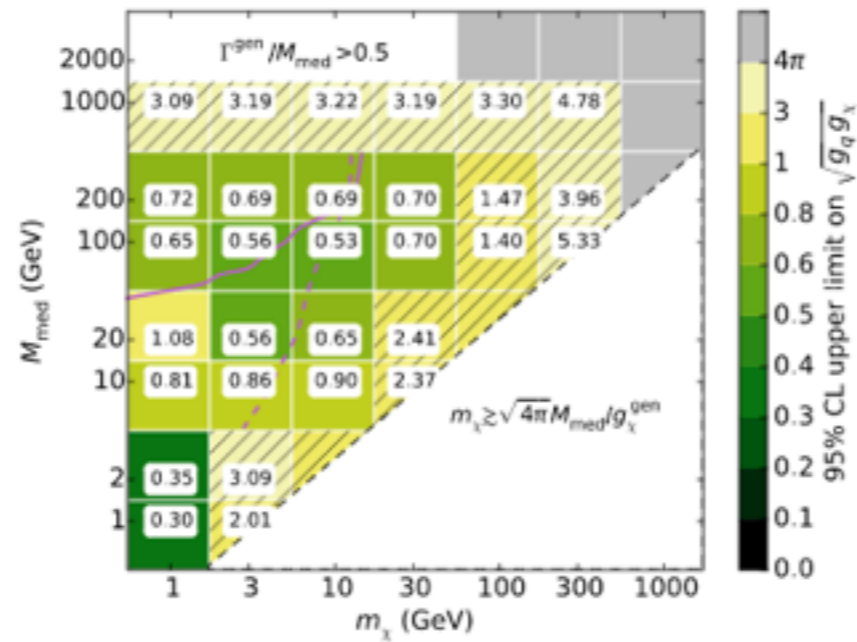 Γ^gen/M_med>0.5
2000
1000
200
100
20
10
2
1
M_med (GeV)
3.09 3.19 3.22 3.19 3.30 4.78
0.72 0.69 0.69 0.70 1.47 3.96
0.65 0.56 0.53 0.70 1.40 5.33
1.08 0.56 0.65 2.41
0.81 0.86 0.90 2.37
0.35 3.09
0.30 2.01
m_χ≳√4π M_med/g_χ^gen
1 3 10 30 100 300 1000
m_χ (GeV)
4π
3
1
0.8
0.6
0.5
0.4
0.3
0.2
0.1
0.0
95% CL upper limit on √g_q g_χ